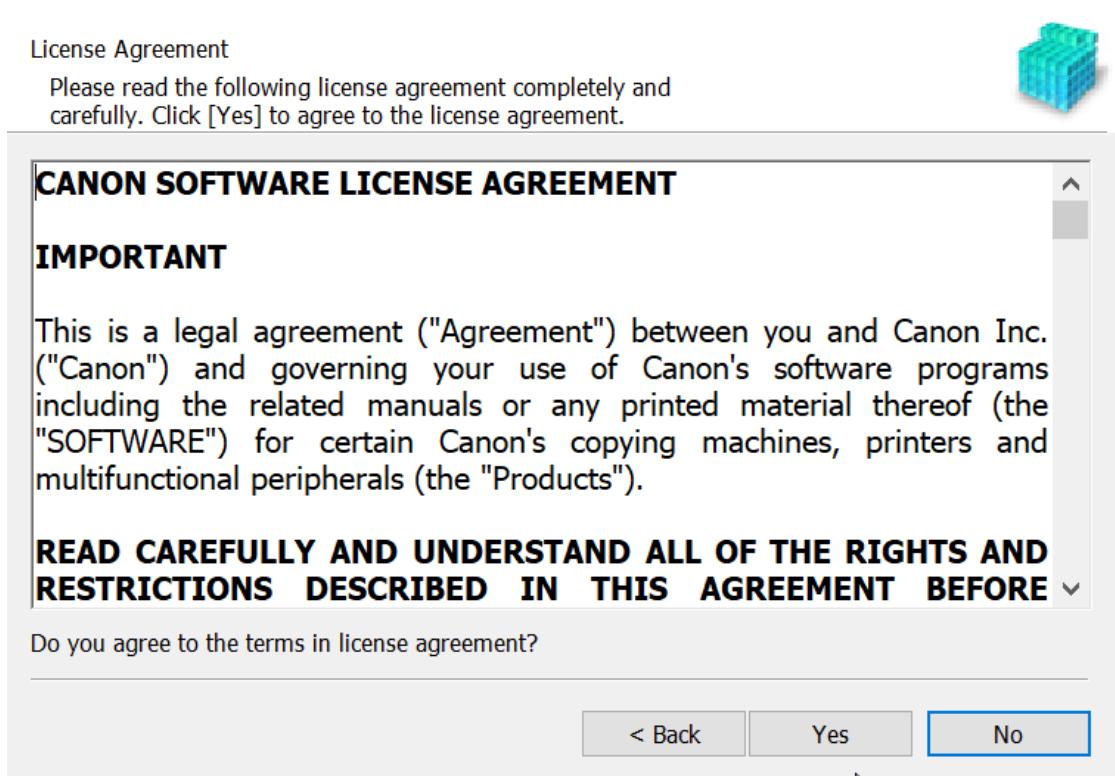 License Agreement
Please read the following license agreement completely and
carefully. Click [Yes] to agree to the license agreement.
CANON SOFTWARE LICENSE AGREEMENT
IMPORTANT
This is a legal agreement ("Agreement") between you and Canon Inc.
("Canon") and governing your use of Canon's software programs
including the related manuals or any printed material thereof (the
"SOFTWARE") for certain Canon's copying machines, printers and
multifunctional peripherals (the "Products").
READ CAREFULLY AND UNDERSTAND ALL OF THE RIGHTS AND
RESTRICTIONS DESCRIBED IN THIS AGREEMENT BEFORE
Do you agree to the terms in license agreement?
< Back Yes No